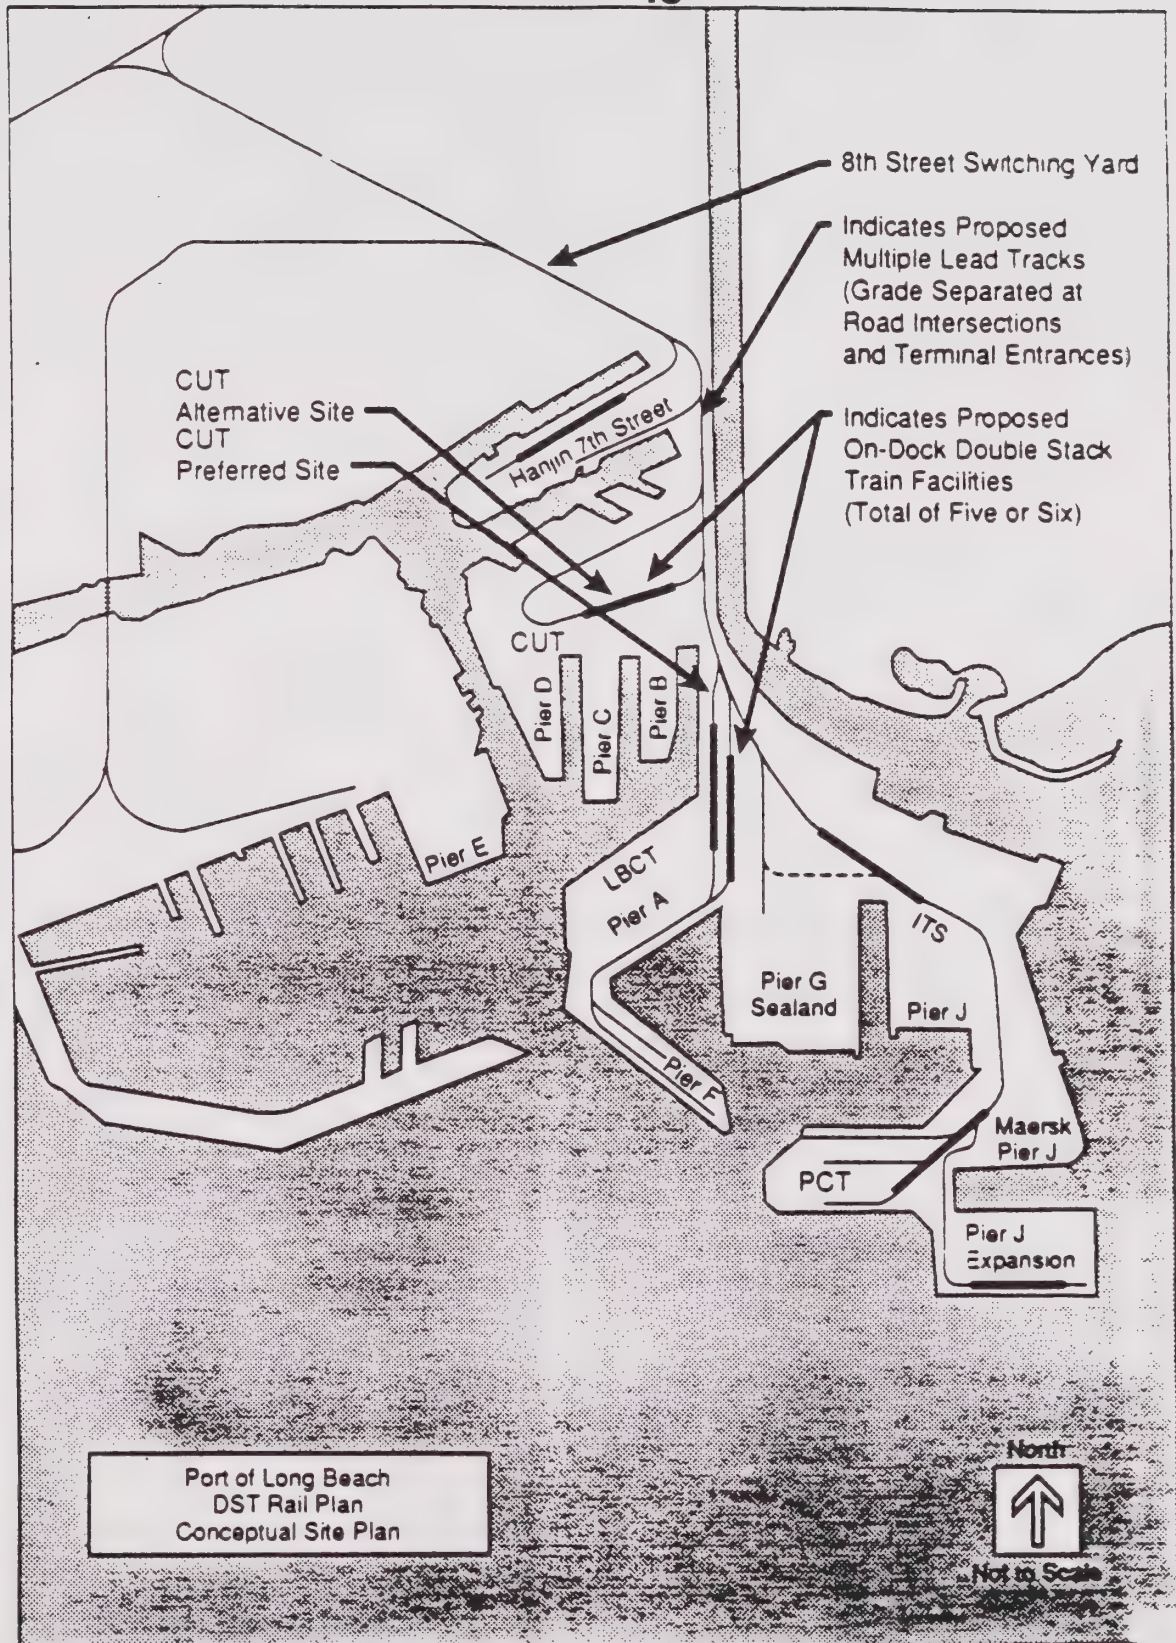 8th Street Switching Yard
Indicates Proposed
Multiple Lead Tracks
(Grade Separated at
Road Intersections
and Terminal Entrances)
CUT
Alternative Site
CUT
Preferred Site
Indicates Proposed
On-Dock Double Stack
Train Facilities
(Total of Five or Six)
Hanjin 7th Street
CUT
Pier D
Pier C
Pier B
Pier E
LBCT
Pier A
ITS
Pier G
Sealand
Pier J
Pier F
Maersk
Pier J
PCT
Pier J
Expansion
Port of Long Beach
DST Rail Plan
Conceptual Site Plan
North
Not to Scale